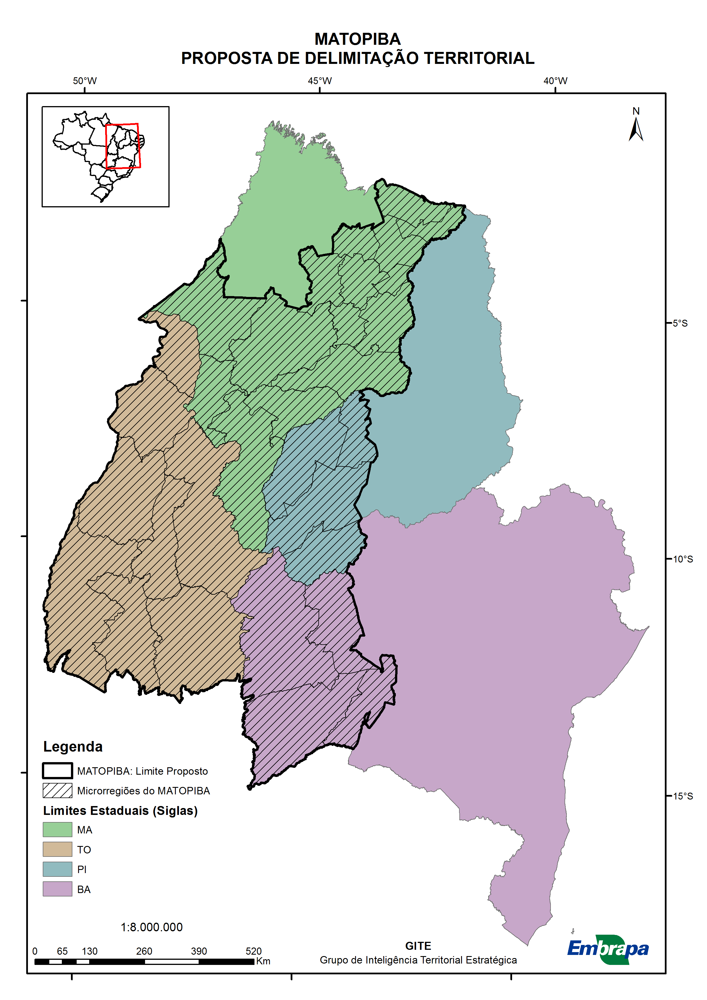 MATOPIBA
PROPOSTA DE DELIMITAÇÃO TERRITORIAL
50°W 45°W 40°W
N
5°S
10°S
15°S
Legenda
MATOPIBA: Limite Proposto
Microrregiões do MATOPIBA
Limites Estaduais (Siglas)
MA
TO
PI
BA
1:8.000.000
0 65 130 260 390 520
Km
GITE
Grupo de Inteligência Territorial Estratégica
Embrapa